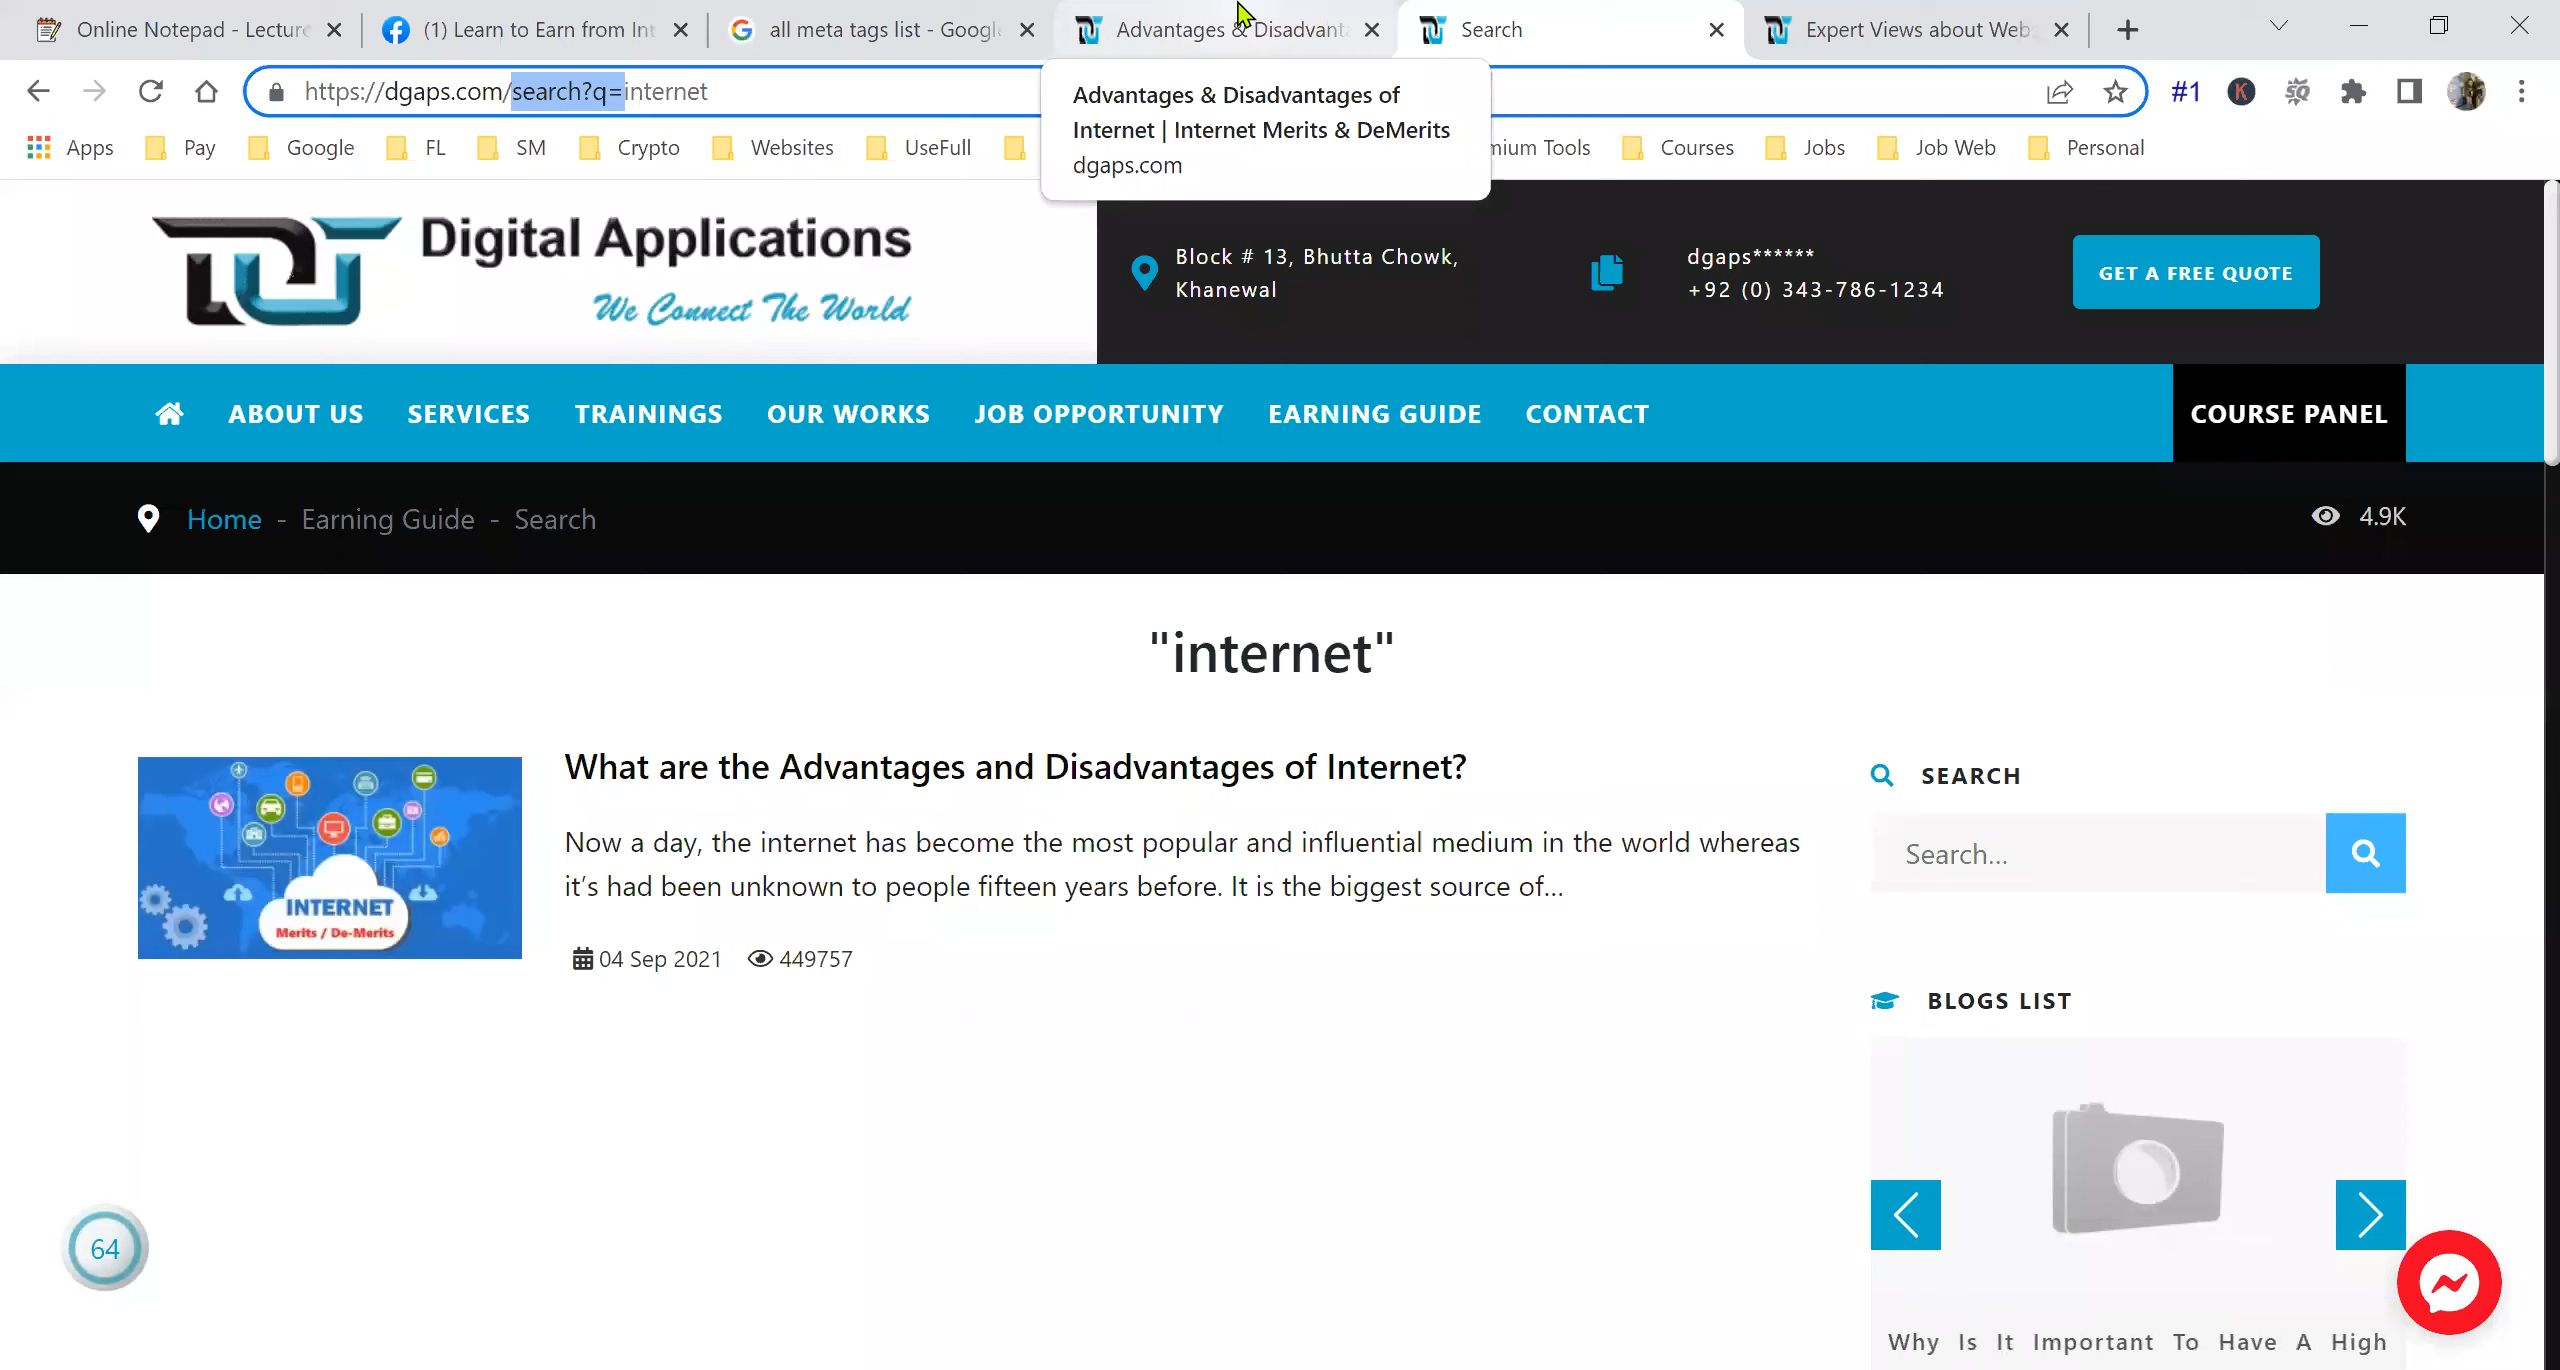 Online Notepad - Lecture
(1) Learn to Earn from Int
all meta tags list - Google
Advantages & Disadvanta
Search
Expert Views about Web
https://dgaps.com/search?q=internet
#1
K
SQ
Apps
Pay
Google
FL
SM
Crypto
Websites
UseFull
mium Tools
Courses
Jobs
Job Web
Personal
Advantages & Disadvantages of
Internet | Internet Merits & DeMerits
dgaps.com
Digital Applications
We Connect The World
Block # 13, Bhutta Chowk,
Khanewal
dgaps******
+92 (0) 343-786-1234
GET A FREE QUOTE
ABOUT US
SERVICES
TRAININGS
OUR WORKS
JOB OPPORTUNITY
EARNING GUIDE
CONTACT
COURSE PANEL
Home - Earning Guide - Search
4.9K
"internet"
INTERNET
Merits / De-Merits
What are the Advantages and Disadvantages of Internet?
Now a day, the internet has become the most popular and influential medium in the world whereas
it’s had been unknown to people fifteen years before. It is the biggest source of...
04 Sep 2021
449757
SEARCH
Search...
BLOGS LIST
Why Is It Important To Have A High
64